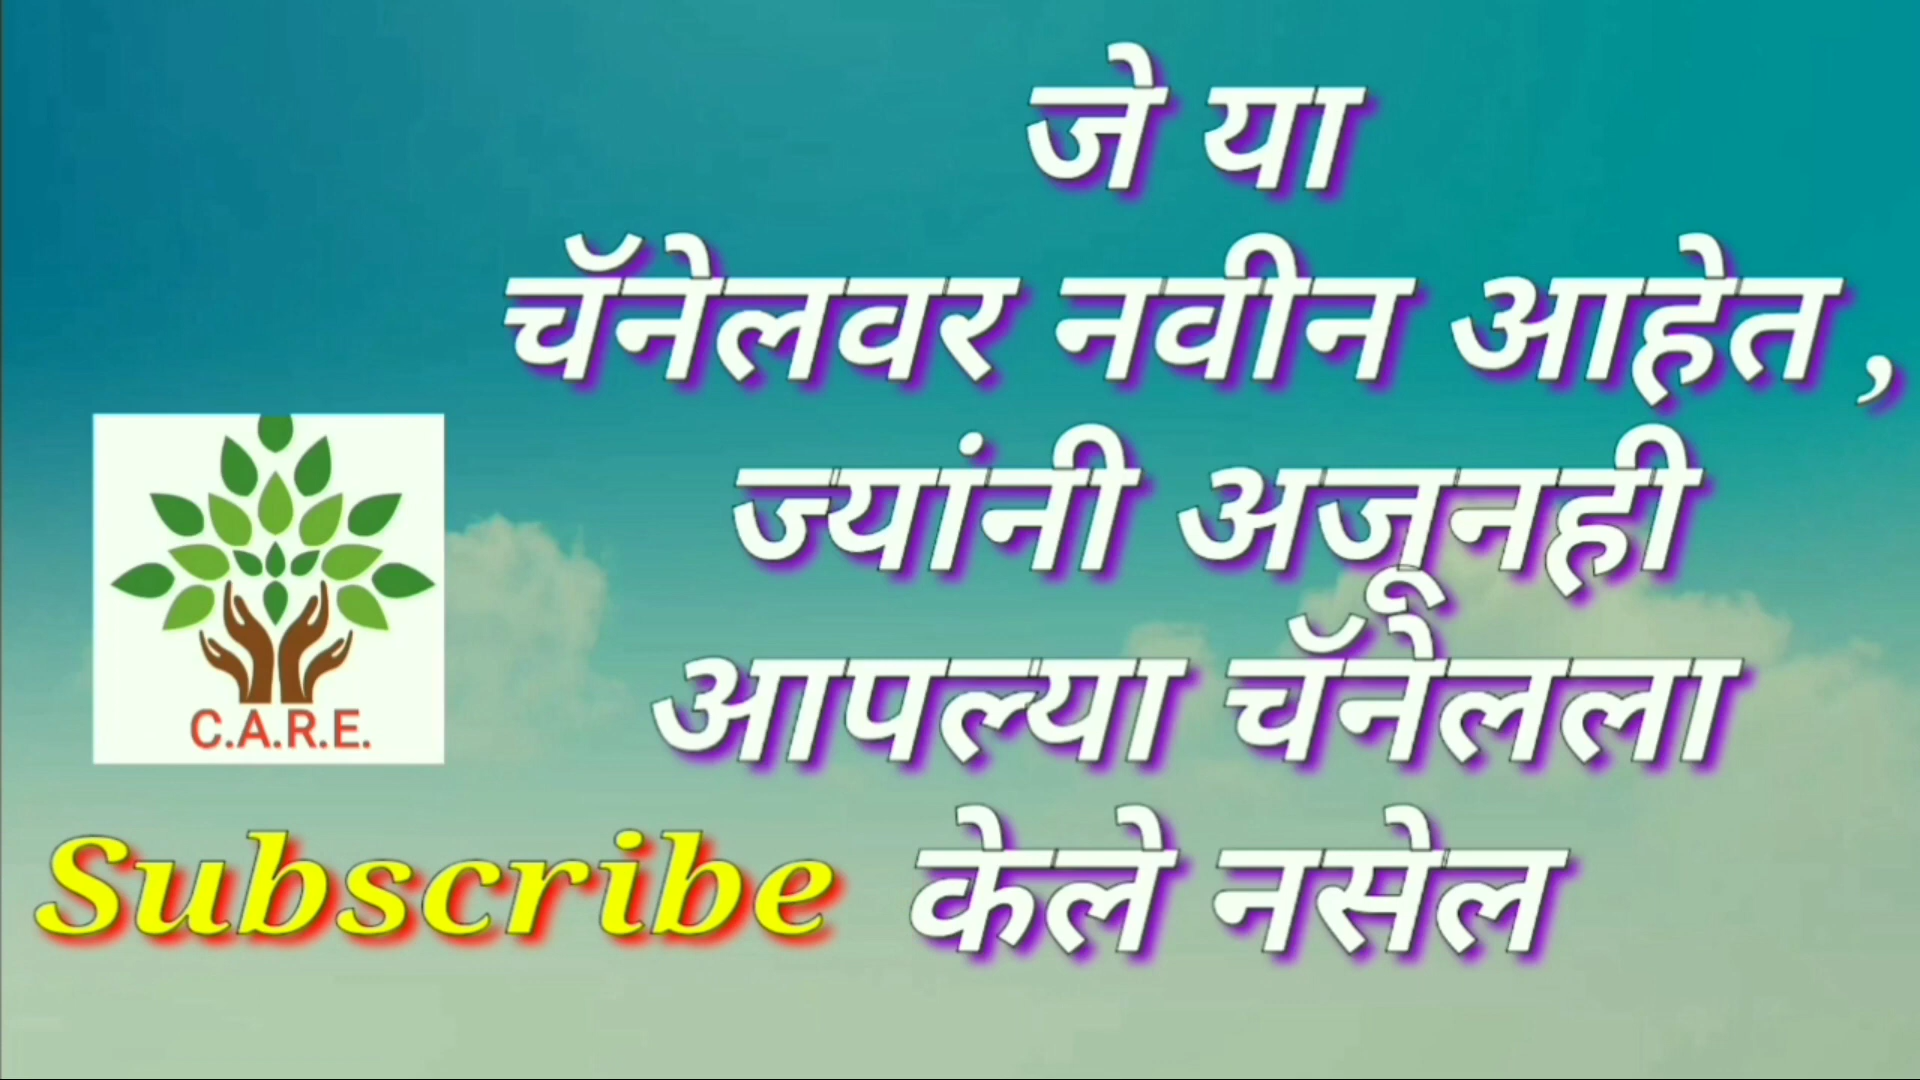 जे या
चॅनेलवर नवीन आहेत ,
ज्यांनी अजूनही
आपल्या चॅनेलला
C.A.R.E.
Subscribe केले नसेल